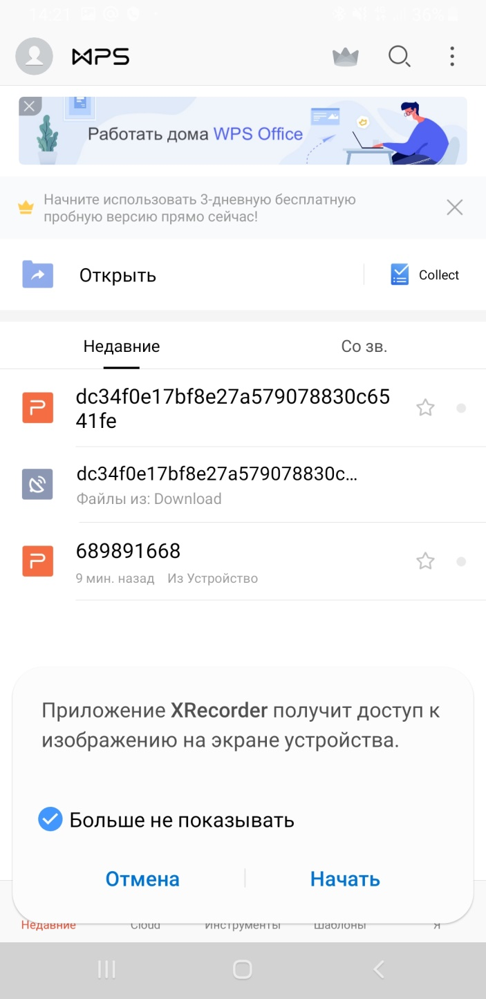 14:21
36%
WPS
Работать дома WPS Office
Начните использовать 3-дневную бесплатную
пробную версию прямо сейчас!
Открыть
Collect
Недавние
Со зв.
dc34f0e17bf8e27a579078830c65
41fe
dc34f0e17bf8e27a579078830c...
Файлы из: Download
689891668
9 мин. назад Из Устройство
Приложение XRecorder получит доступ к
изображению на экране устройства.
Больше не показывать
Отмена
Начать
Недавние
Cloud
Инструменты
Шаблоны
Я